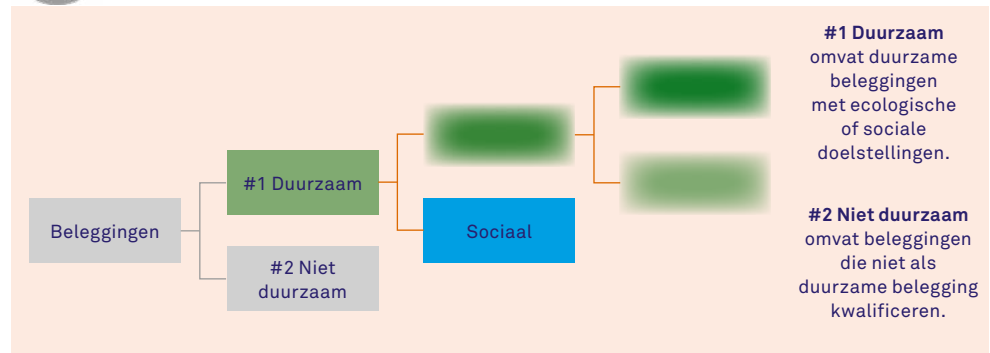 Beleggingen
#1 Duurzaam
#2 Niet
duurzaam
Sociaal
#1 Duurzaam
omvat duurzame
beleggingen
met ecologische
of sociale
doelstellingen.
#2 Niet duurzaam
omvat beleggingen
die niet als
duurzame belegging
kwalificeren.